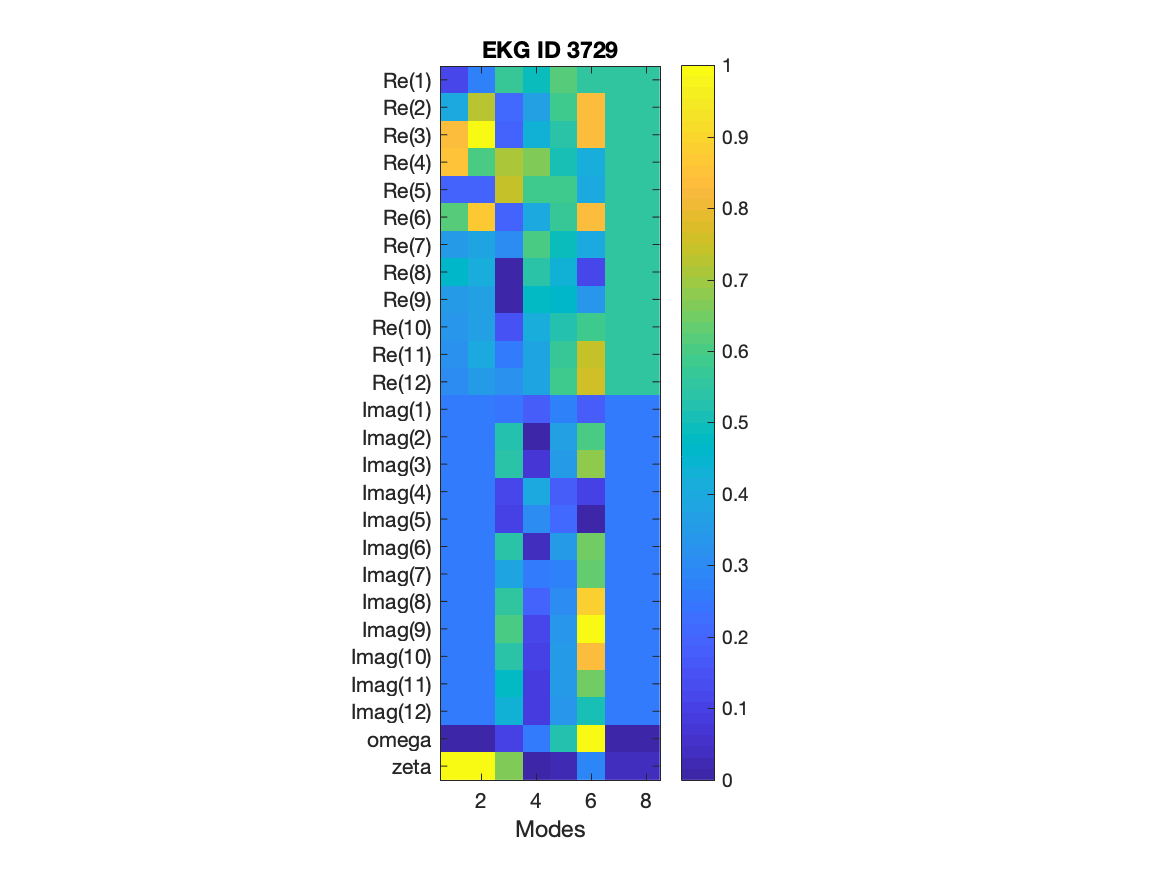 EKG ID 3729
Re(1)
Re(2)
Re(3)
Re(4)
Re(5)
Re(6)
Re(7)
Re(8)
Re(9)
Re(10)
Re(11)
Re(12)
Imag(1)
Imag(2)
Imag(3)
Imag(4)
Imag(5)
Imag(6)
Imag(7)
Imag(8)
Imag(9)
Imag(10)
Imag(11)
Imag(12)
omega
zeta
2 4 6 8
Modes
1
0.9
0.8
0.7
0.6
0.5
0.4
0.3
0.2
0.1
0